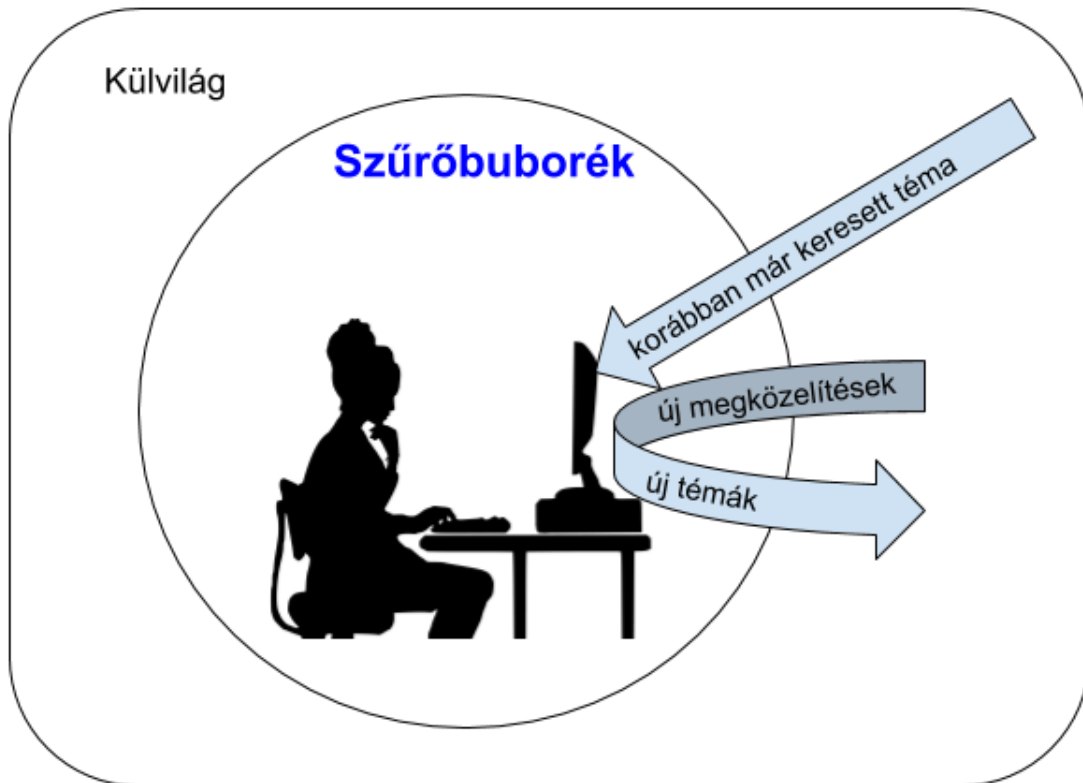 Külvilág
Szűrőbuborék
korábban már keresett téma
új megközelítések
új témák